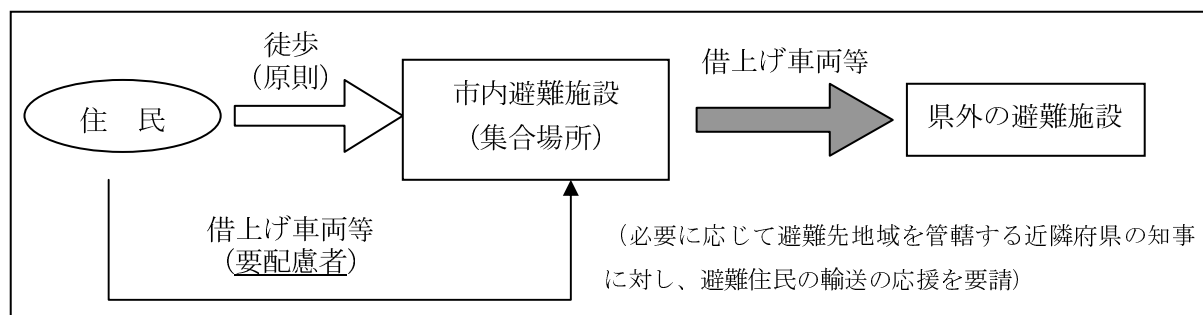 徒歩
(原則)
住　民
市内避難施設
(集合場所)
借上げ車両等
県外の避難施設
借上げ車両等
(要配慮者)
(必要に応じて避難先地域を管轄する近隣府県の知事
に対し、避難住民の輸送の応援を要請)